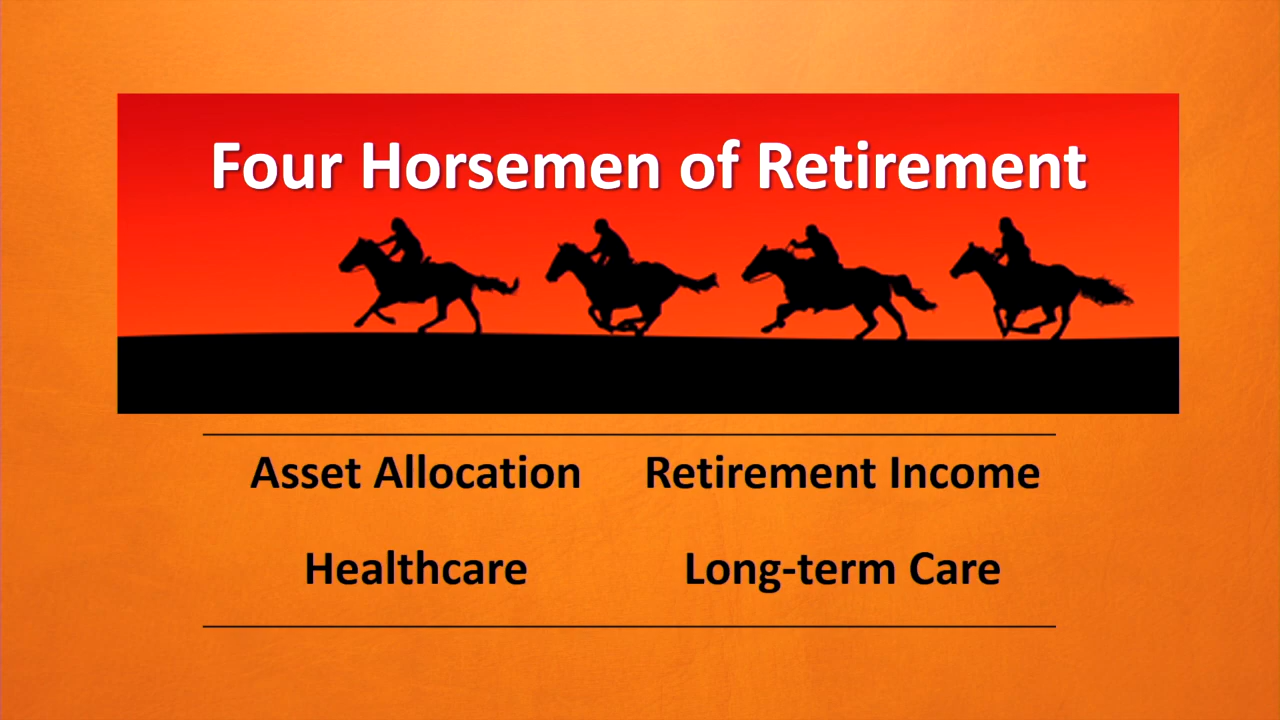 Four Horsemen of Retirement
Asset Allocation Retirement Income
Healthcare Long-term Care